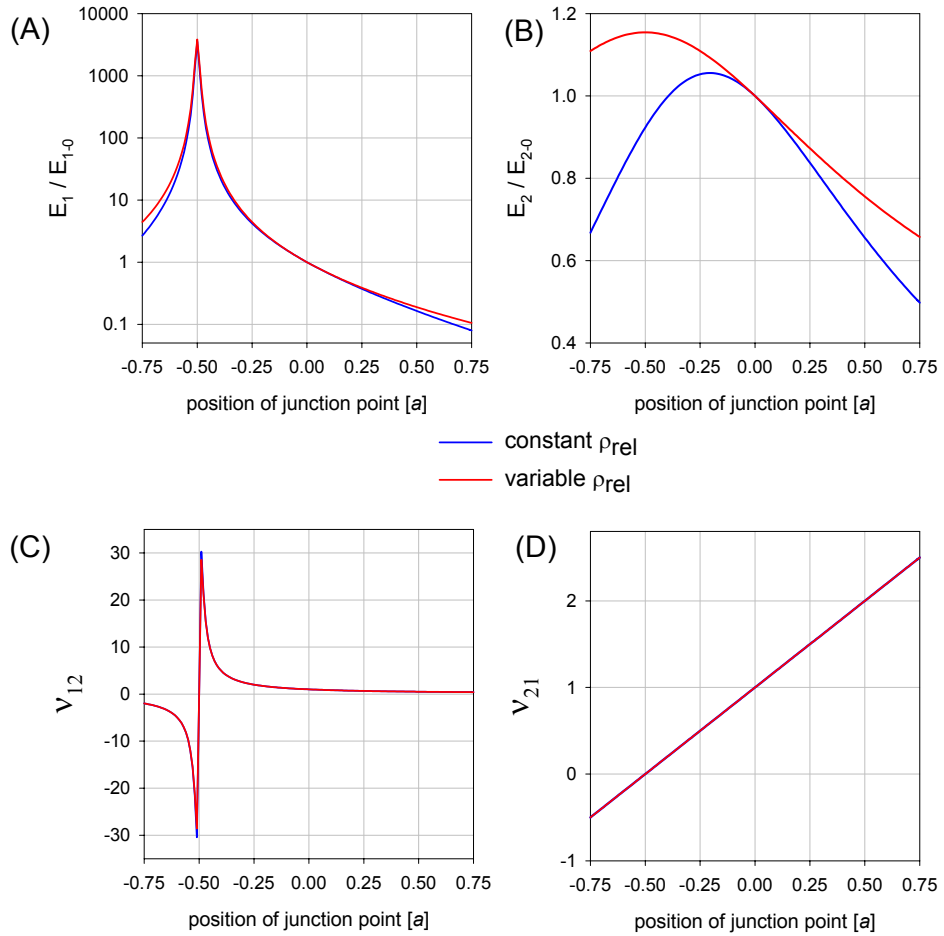 (A)
E1 / E1-0
10000
1000
100
10
1
0.1
-0.75 -0.50 -0.25 0.00 0.25 0.50 0.75
position of junction point [a]
(B)
E2 / E2-0
1.2
1.0
0.8
0.6
0.4
-0.75 -0.50 -0.25 0.00 0.25 0.50 0.75
position of junction point [a]
constant ρrel
variable ρrel
(C)
ν12
30
20
10
0
-10
-20
-30
-0.75 -0.50 -0.25 0.00 0.25 0.50 0.75
position of junction point [a]
(D)
ν21
2
1
0
-1
-0.75 -0.50 -0.25 0.00 0.25 0.50 0.75
position of junction point [a]